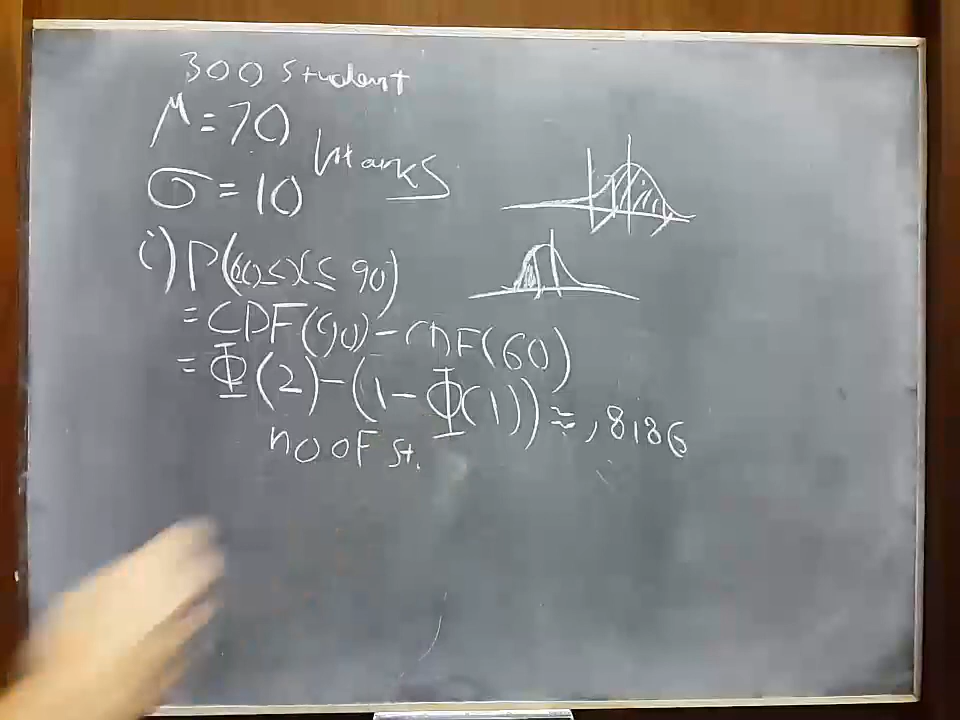 300 student
μ = 70
σ = 10
Marks
i) P(60 ≤ X ≤ 90)
= CDF(90) - CDF(60)
= Φ(2) - (1 - Φ(1)) ≈ .8186
no of st.